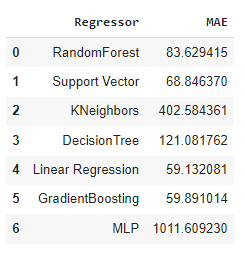 Regressor MAE
0 RandomForest 83.629415
1 Support Vector 68.846370
2 KNeighbors 402.584361
3 DecisionTree 121.081762
4 Linear Regression 59.132081
5 GradientBoosting 59.891014
6 MLP 1011.609230